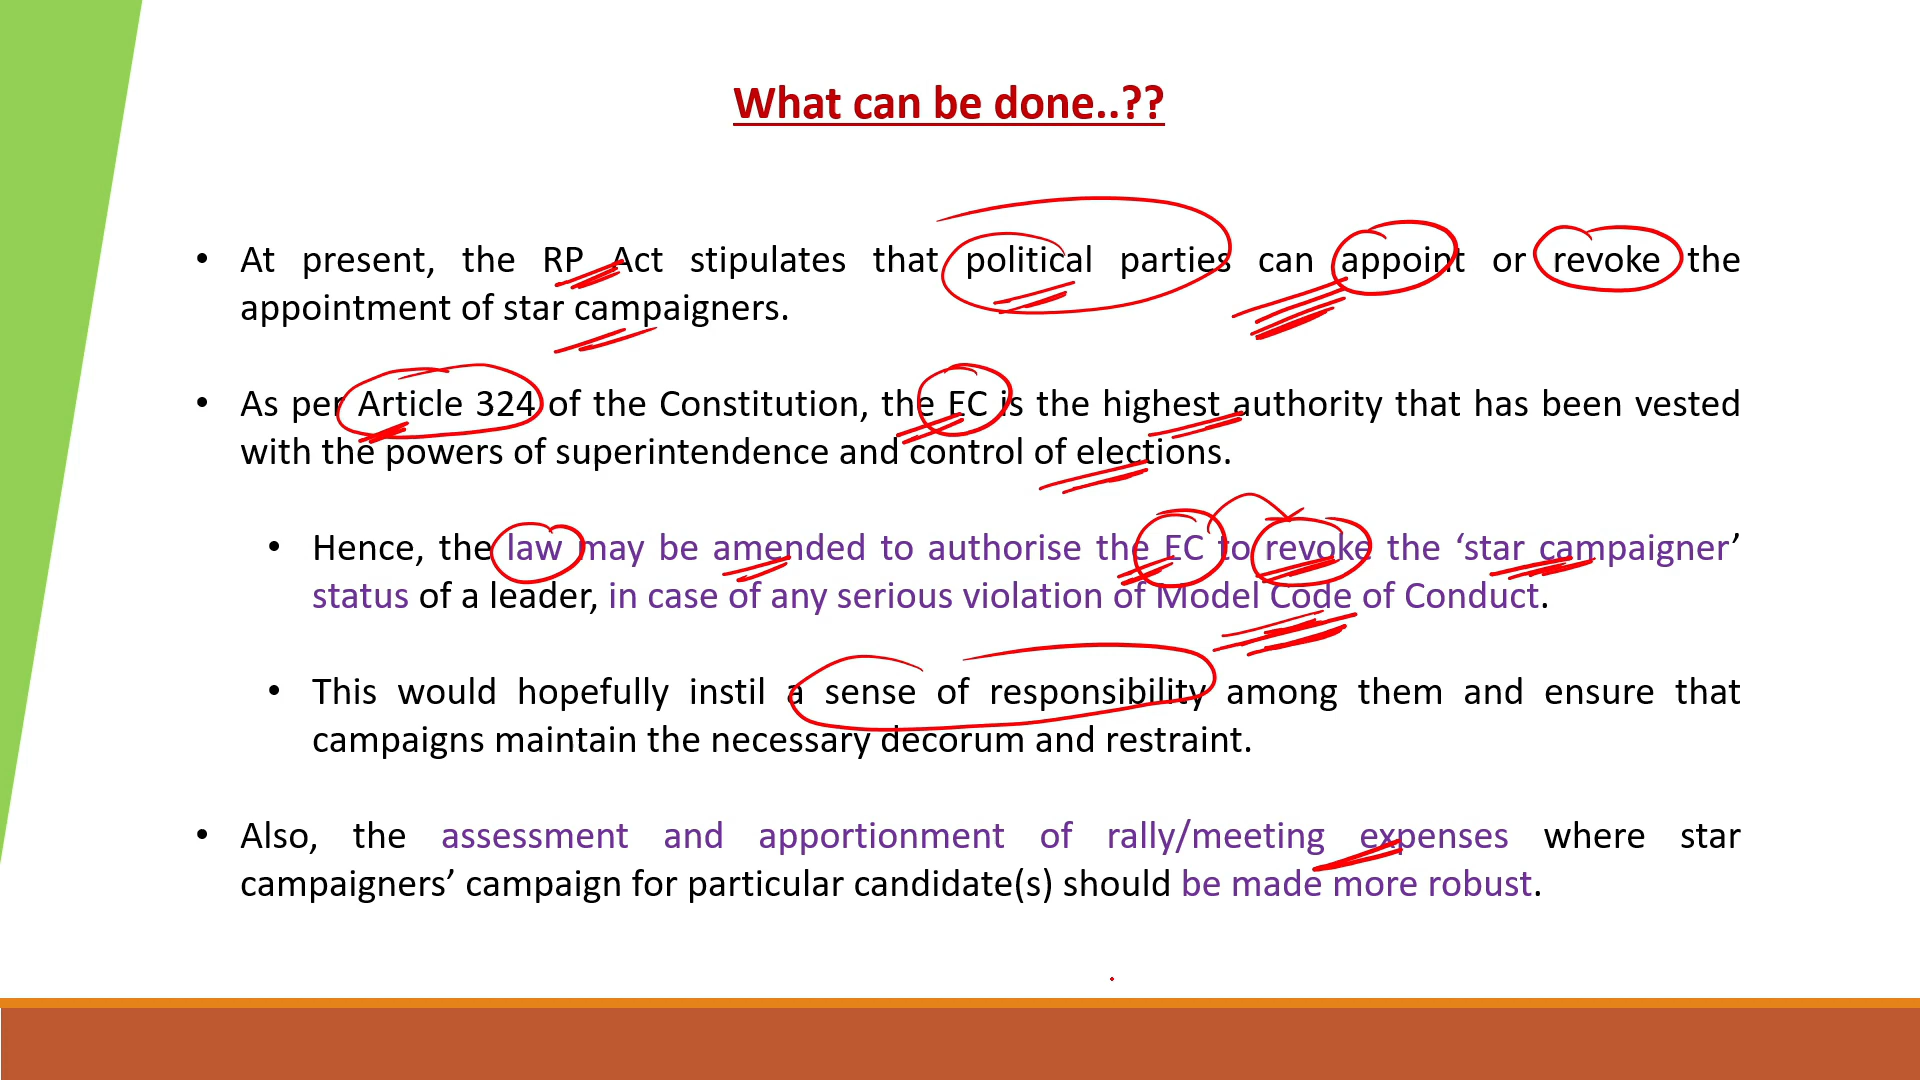 What can be done..??
• At present, the RP Act stipulates that political parties can appoint or revoke the
appointment of star campaigners.
• As per Article 324 of the Constitution, the EC is the highest authority that has been vested
with the powers of superintendence and control of elections.
• Hence, the law may be amended to authorise the EC to revoke the ‘star campaigner’
status of a leader, in case of any serious violation of Model Code of Conduct.
• This would hopefully instil a sense of responsibility among them and ensure that
campaigns maintain the necessary decorum and restraint.
• Also, the assessment and apportionment of rally/meeting expenses where star
campaigners’ campaign for particular candidate(s) should be made more robust.